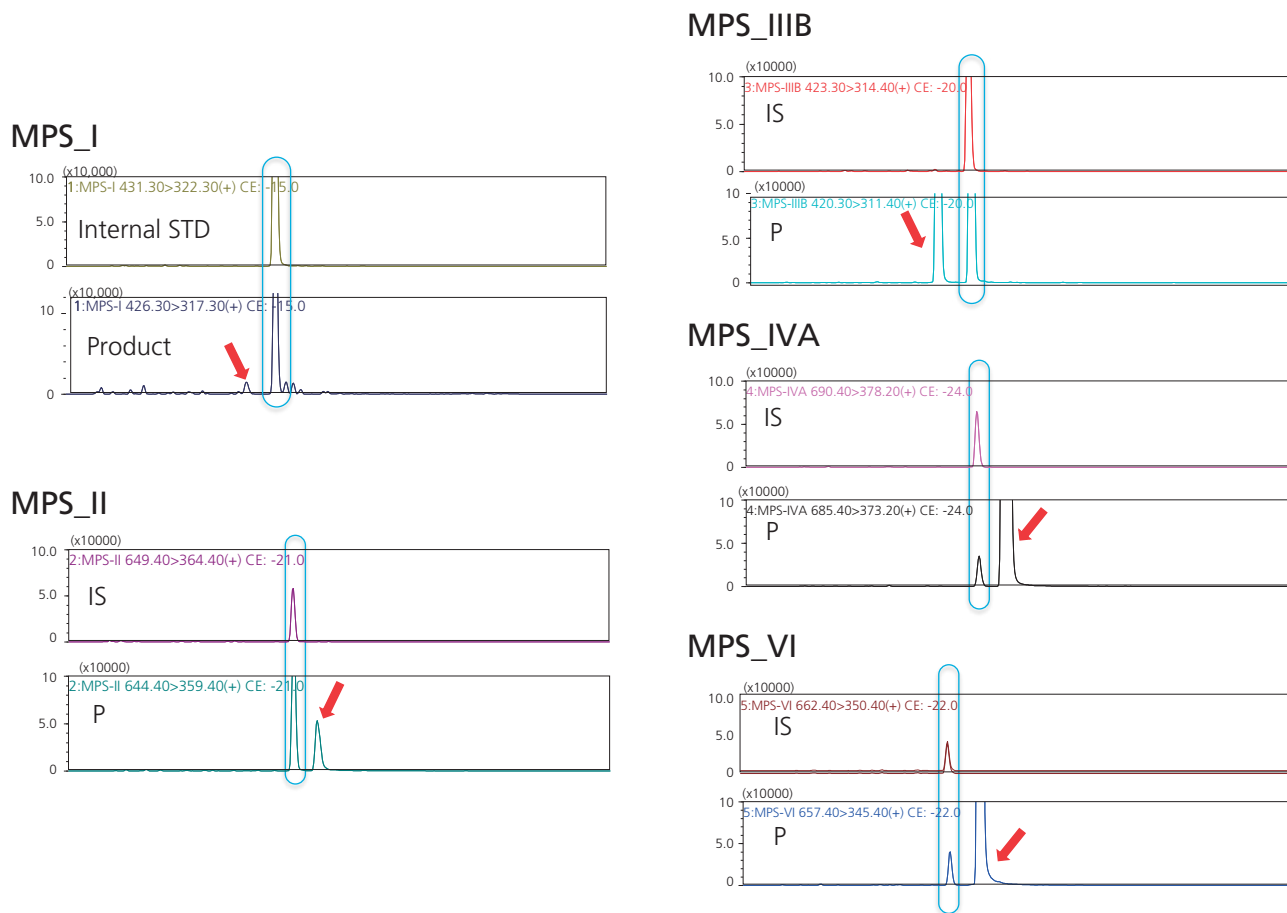 MPS_I
(x10,000)
10.0
1:MPS-I 431.30>322.30(+) CE: -15.0
Internal STD
5.0
0
(x10,000)
10
1:MPS-I 426.30>317.30(+) CE: -15.0
Product
5.0
0
MPS_II
(x10000)
10.0
2:MPS-II 649.40>364.40(+) CE: -21.0
IS
5.0
0
(x10000)
10
2:MPS-II 644.40>359.40(+) CE: -21.0
P
5.0
0
MPS_IIIB
(x10000)
10.0
3:MPS-IIIB 423.30>314.40(+) CE: -20.0
IS
5.0
0
(x10000)
10
3:MPS-IIIB 420.30>311.40(+) CE: -20.0
P
5.0
0
MPS_IVA
(x10000)
10.0
4:MPS-IVA 690.40>378.20(+) CE: -24.0
IS
5.0
0
(x10000)
10
4:MPS-IVA 685.40>373.20(+) CE: -24.0
P
5.0
0
MPS_VI
(x10000)
10.0
5:MPS-VI 662.40>350.40(+) CE: -22.0
IS
5.0
0
(x10000)
10
5:MPS-VI 657.40>345.40(+) CE: -22.0
P
5.0
0